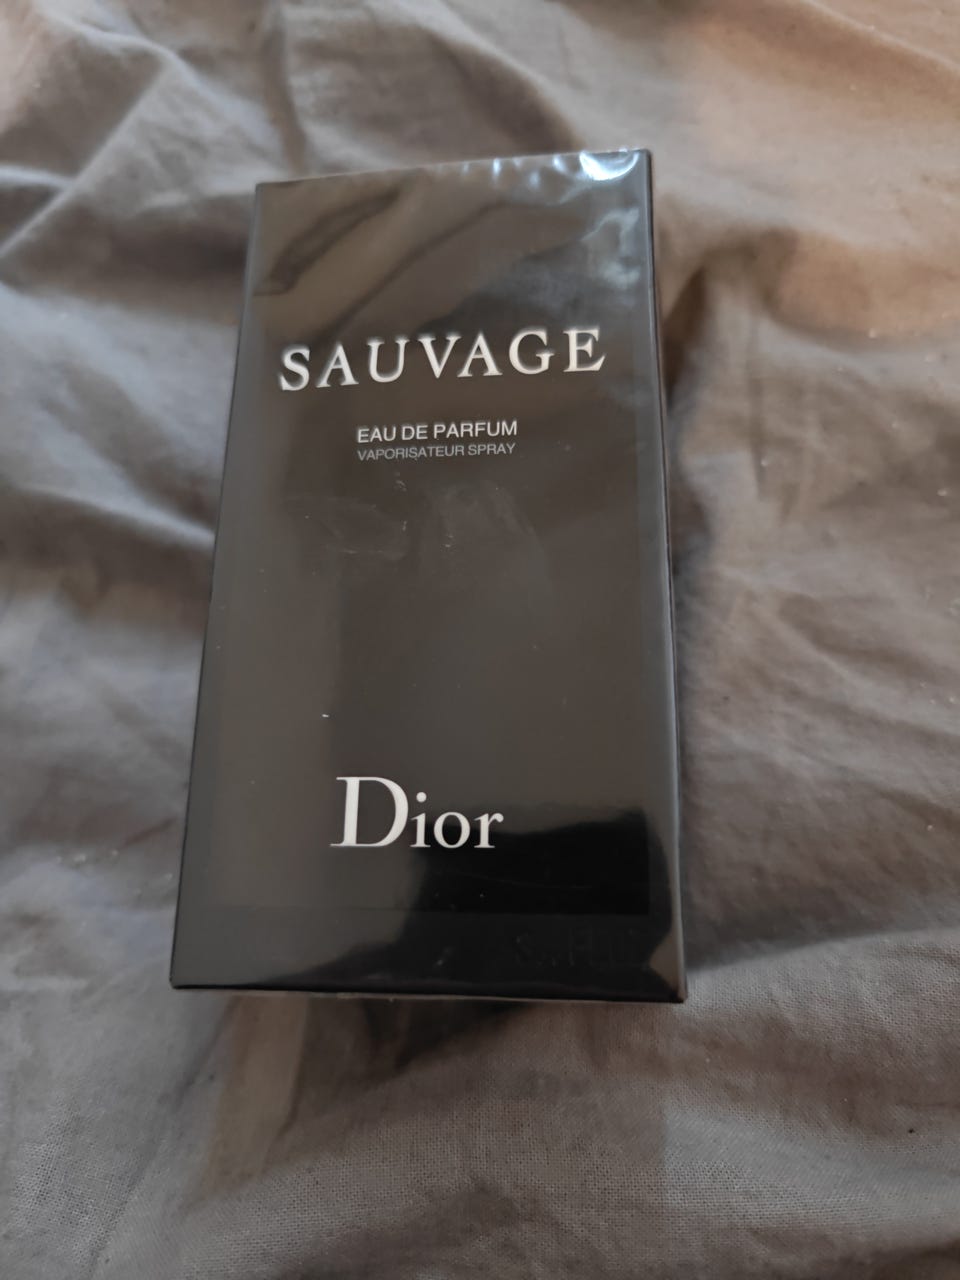 SAUVAGE
EAU DE PARFUM
VAPORISATEUR SPRAY
Dior